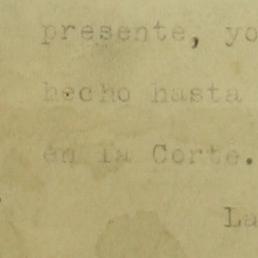 presente, yo
hecho hasta
en la Corte.
La